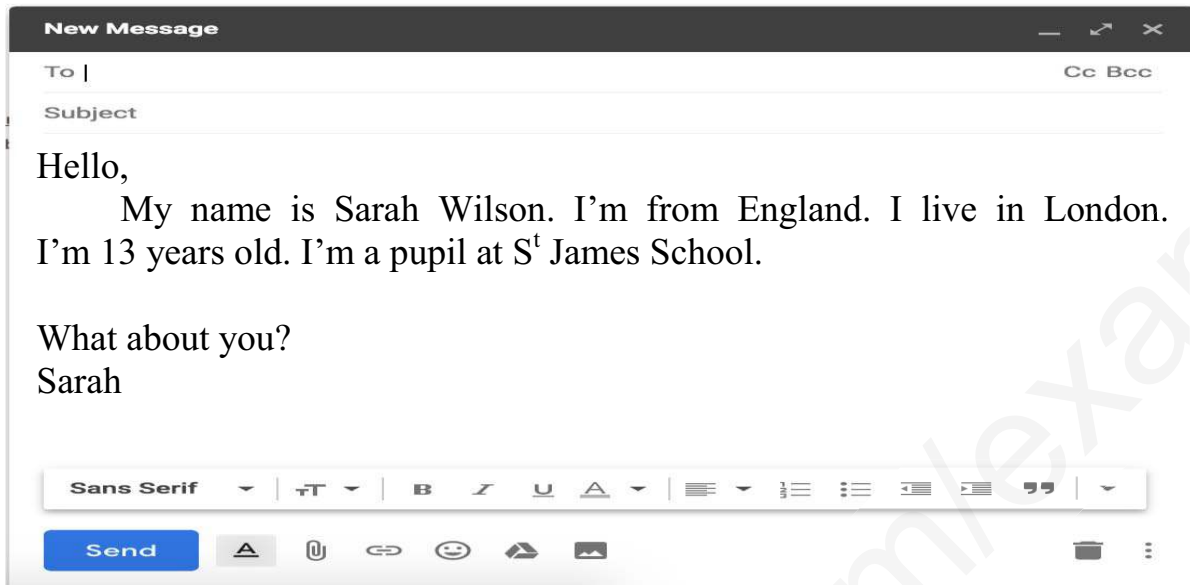 New Message
To
Cc Bcc
Subject
Hello,
My name is Sarah Wilson. I’m from England. I live in London.
I’m 13 years old. I’m a pupil at Sᵗ James School.
What about you?
Sarah
Sans Serif
Send